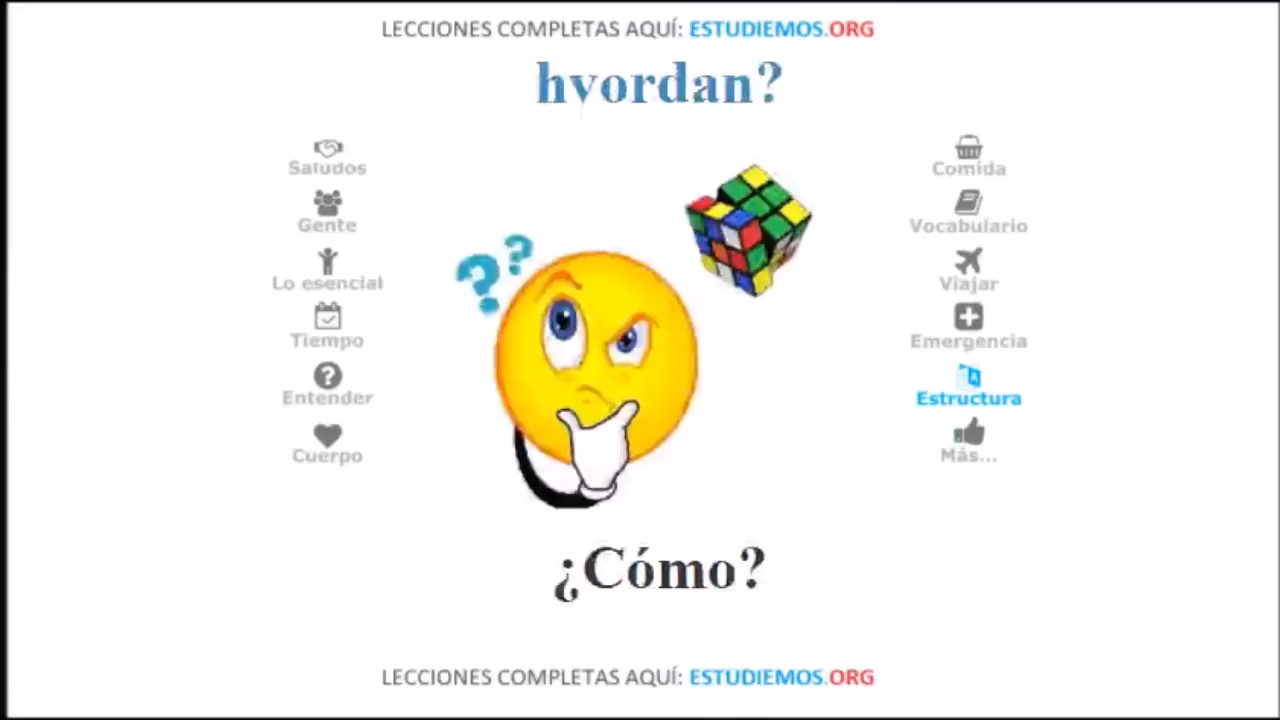 LECCIONES COMPLETAS AQUÍ: ESTUDIEMOS.ORG
hvordan?
Saludos
Gente
Lo esencial
Tiempo
Entender
Cuerpo
Comida
Vocabulario
Viajar
Emergencia
Estructura
Más...
¿Cómo?
LECCIONES COMPLETAS AQUÍ: ESTUDIEMOS.ORG